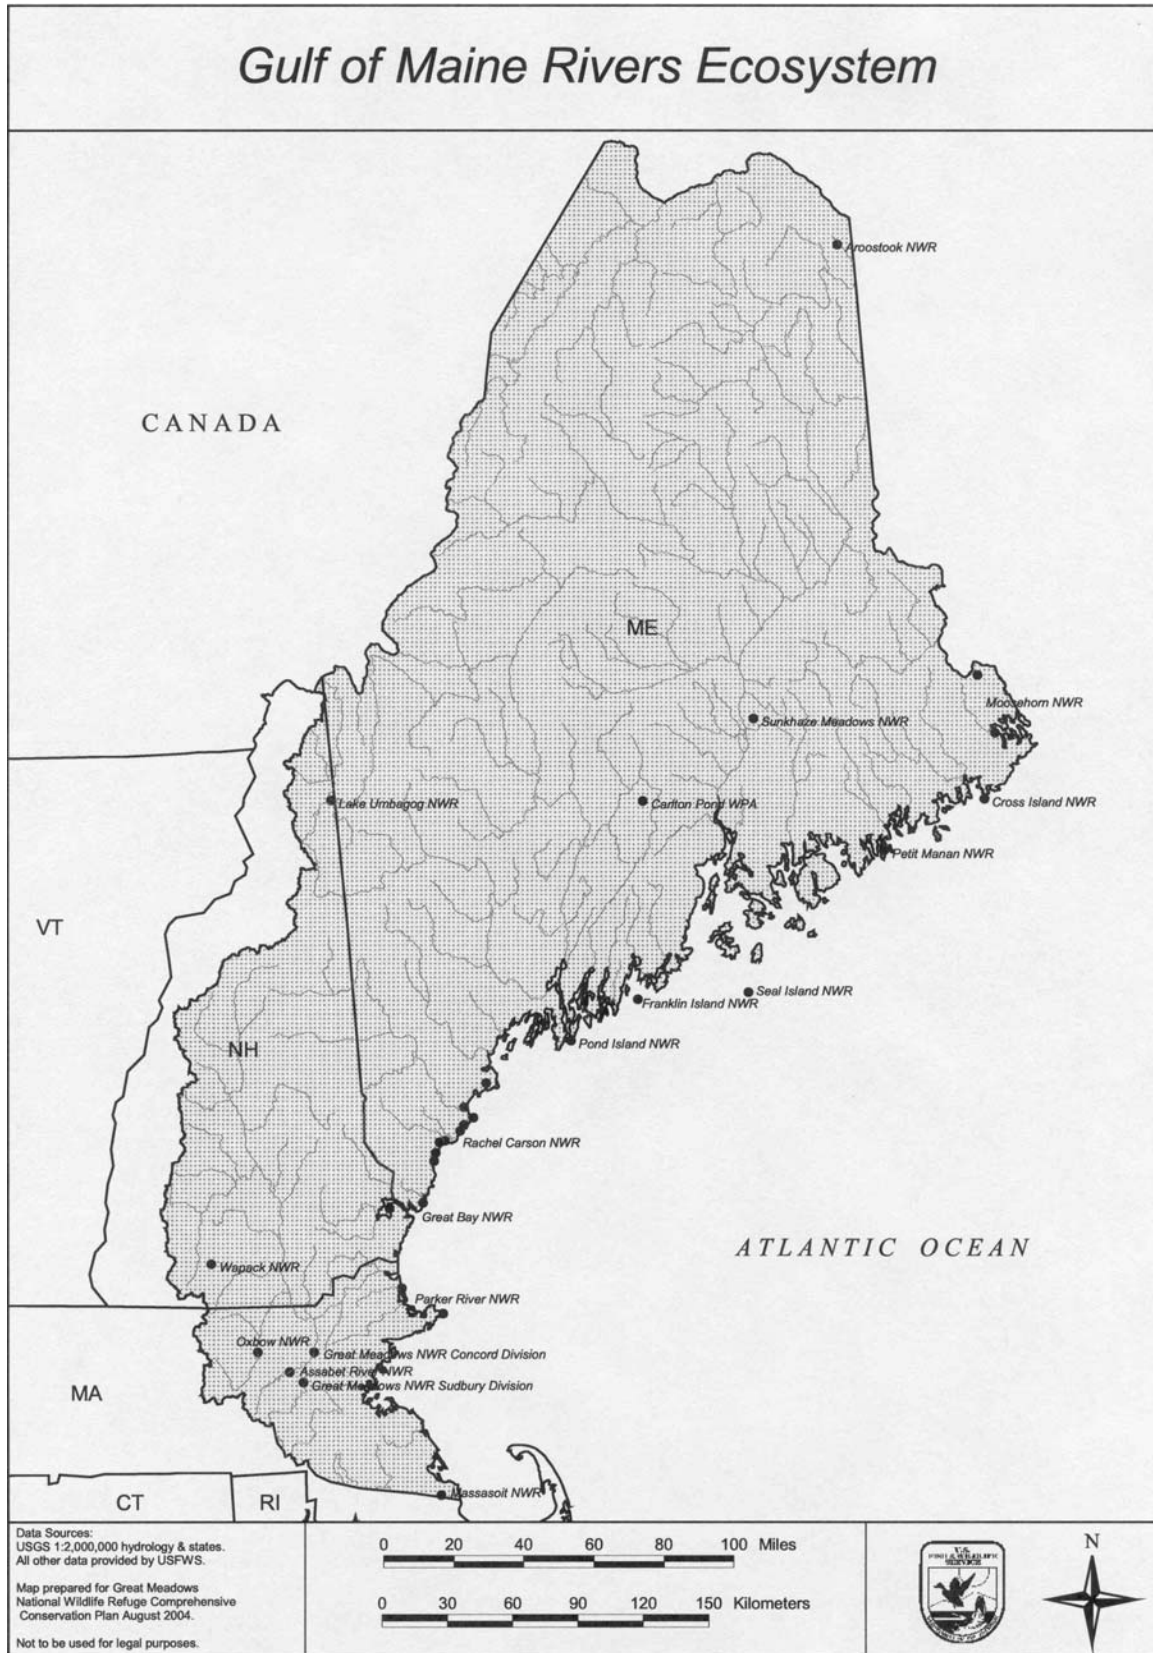 Gulf of Maine Rivers Ecosystem
Aroostook NWR
CANADA
ME
Moosehorn NWR
Sunkhaze Meadows NWR
Lake Umbagog NWR
Carlton Pond WPA
Cross Island NWR
Petit Manan NWR
VT
Seal Island NWR
Franklin Island NWR
NH
Pond Island NWR
Rachel Carson NWR
Great Bay NWR
ATLANTIC OCEAN
Wapack NWR
Parker River NWR
Oxbow NWR
Great Meadows NWR Concord Division
Assabet River NWR
Great Meadows NWR Sudbury Division
MA
Massasoit NWR
CT
RI
Data Sources:
USGS 1:2,000,000 hydrology & states.
All other data provided by USFWS.
Map prepared for Great Meadows
National Wildlife Refuge Comprehensive
Conservation Plan August 2004.
Not to be used for legal purposes.
0 20 40 60 80 100 Miles
0 30 60 90 120 150 Kilometers
U.S.
FISH & WILDLIFE
SERVICE
N